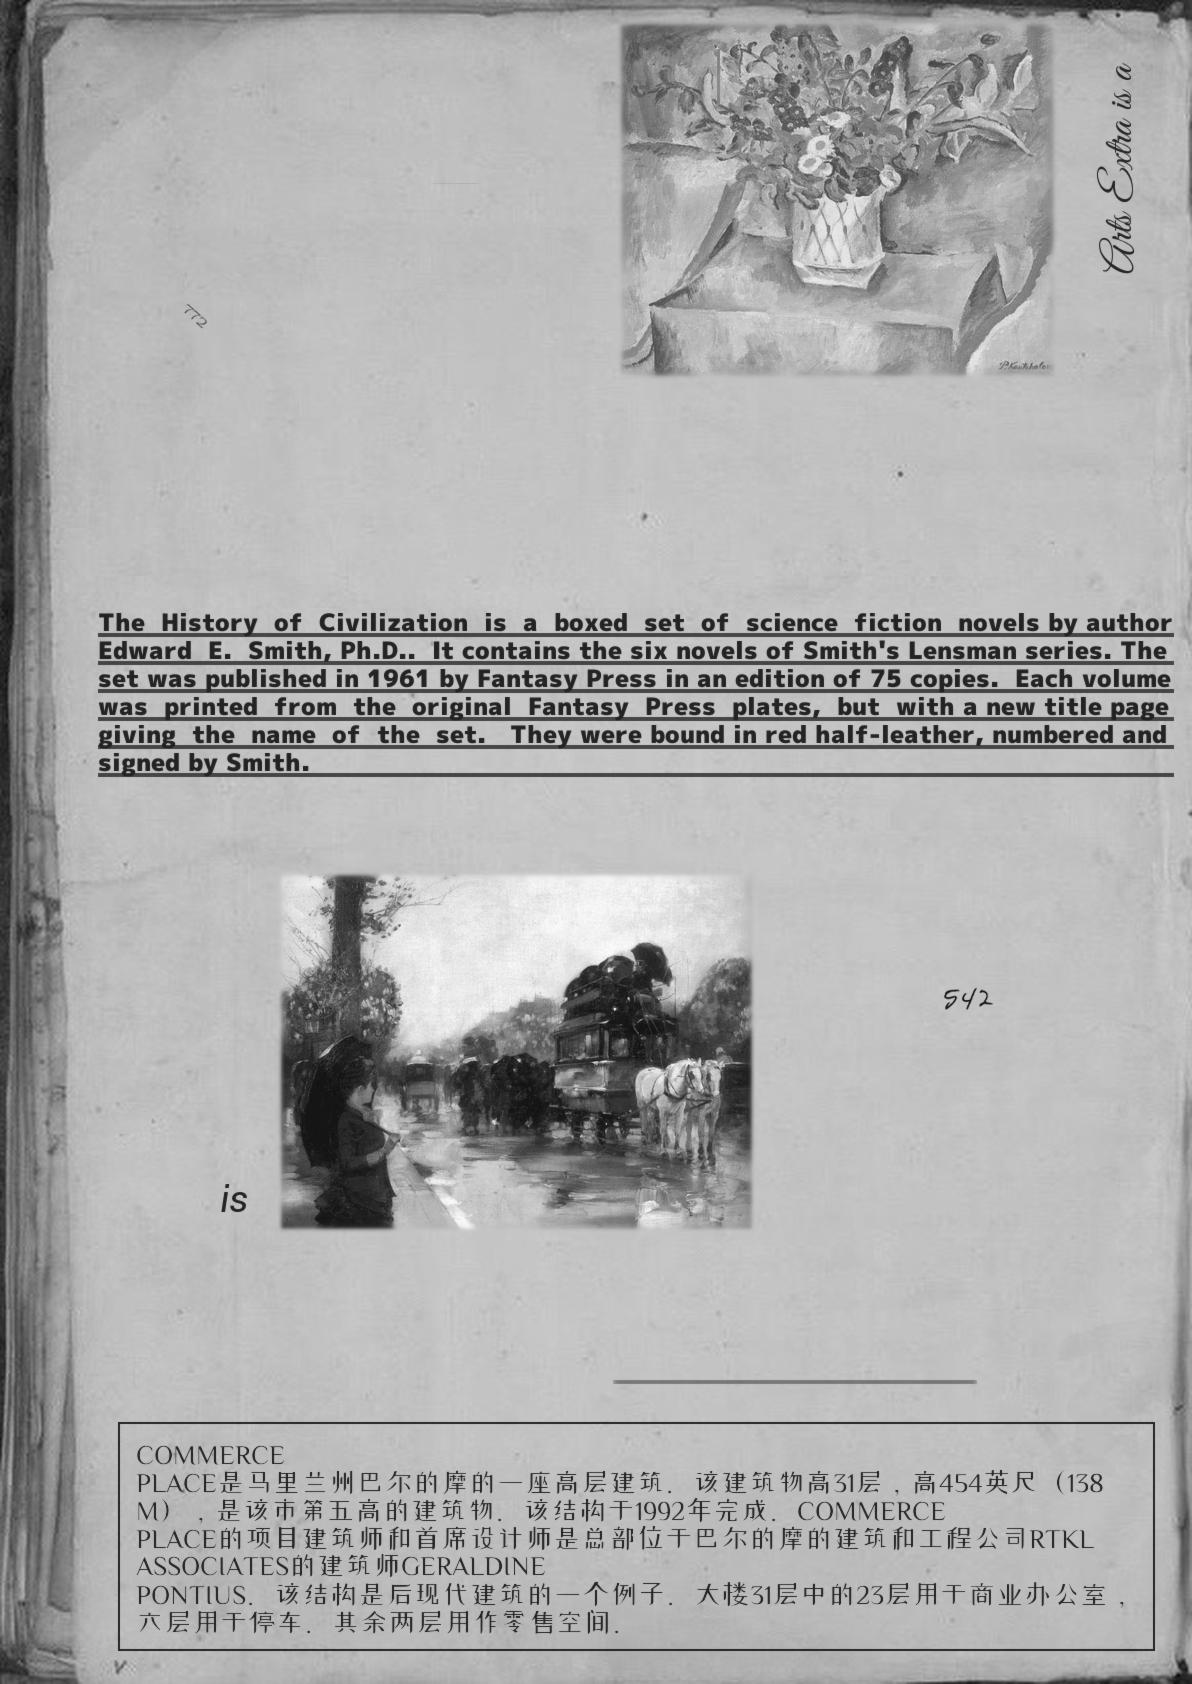 Arts Extra is a
772
The History of Civilization is a boxed set of science fiction novels by author
Edward E. Smith, Ph.D.. It contains the six novels of Smith's Lensman series. The
set was published in 1961 by Fantasy Press in an edition of 75 copies. Each volume
was printed from the original Fantasy Press plates, but with a new title page
giving the name of the set. They were bound in red half-leather, numbered and
signed by Smith.
542
is
COMMERCE
PLACE是马里兰州巴尔的摩的一座高层建筑. 该建筑物高31层,高454英尺(138
M),是该市第五高的建筑物. 该结构于1992年完成. COMMERCE
PLACE的项目建筑师和首席设计师是总部位于巴尔的摩的建筑和工程公司RTKL
ASSOCIATES的建筑师GERALDINE
PONTIUS. 该结构是后现代建筑的一个例子. 大楼31层中的23层用于商业办公室,
六层用于停车. 其余两层用作零售空间.